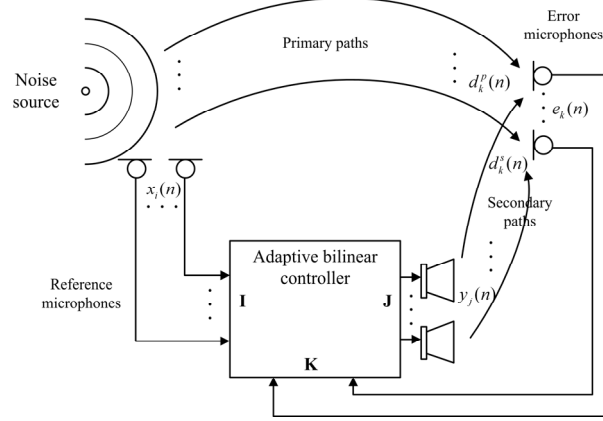 Error
microphones
Primary paths
Noise
source
d_k^p(n)
e_k(n)
x_i(n)
d_k^s(n)
Secondary
paths
Adaptive bilinear
controller
Reference
microphones
I
J
y_j(n)
K